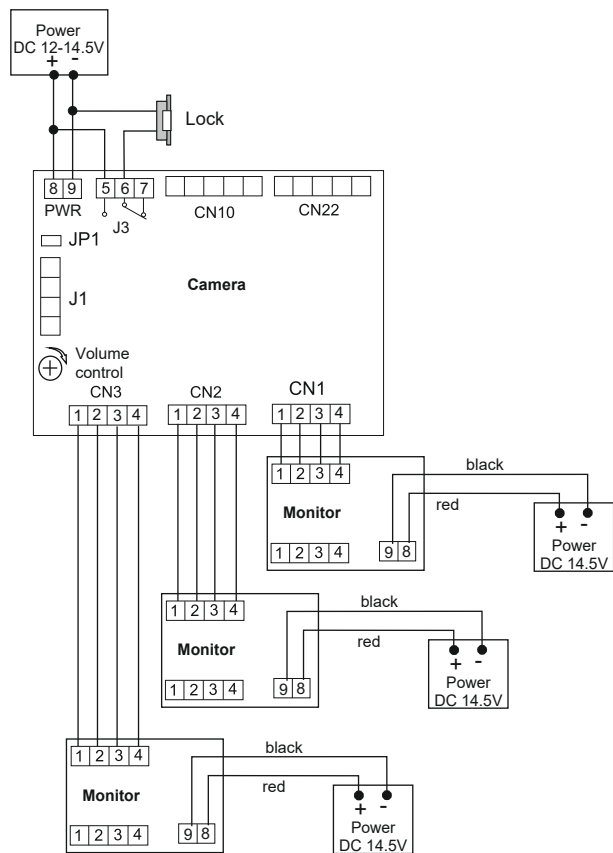 Power
DC 12-14.5V
+ -
Lock
8 9
5 6 7
PWR
J3
CN10
CN22
JP1
J1
Camera
Volume
control
CN3
CN2
CN1
1 2 3 4
1 2 3 4
1 2 3 4
1 2 3 4
Monitor
1 2 3 4
9 8
black
red
+ -
Power
DC 14.5V
1 2 3 4
Monitor
1 2 3 4
9 8
black
red
+ -
Power
DC 14.5V
1 2 3 4
Monitor
1 2 3 4
9 8
black
red
+ -
Power
DC 14.5V